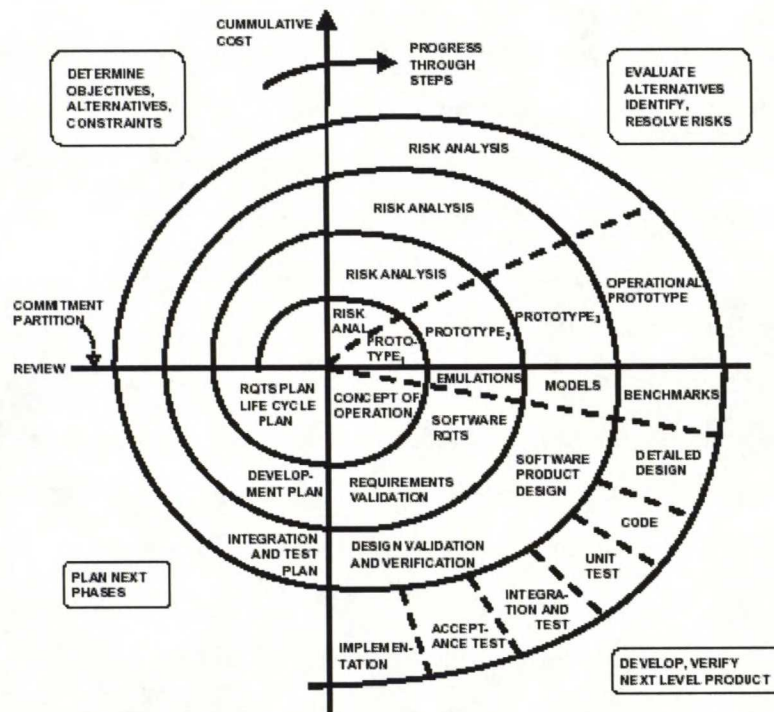 CUMMULATIVE
COST
PROGRESS
THROUGH
STEPS
DETERMINE
OBJECTIVES,
ALTERNATIVES,
CONSTRAINTS
EVALUATE
ALTERNATIVES
IDENTIFY,
RESOLVE RISKS
RISK ANALYSIS
RISK ANALYSIS
RISK ANALYSIS
RISK
ANAL.
OPERATIONAL
PROTOTYPE
PROTOTYPE3
PROTOTYPE2
PROTO-
TYPE1
COMMITMENT
PARTITION
REVIEW
EMULATIONS
MODELS
BENCHMARKS
RQTS PLAN
LIFE CYCLE
PLAN
CONCEPT OF
OPERATION
SOFTWARE
RQTS
SOFTWARE
PRODUCT
DESIGN
DETAILED
DESIGN
DEVELOP-
MENT PLAN
REQUIREMENTS
VALIDATION
CODE
INTEGRATION
AND TEST
PLAN
DESIGN VALIDATION
AND VERIFICATION
UNIT
TEST
PLAN NEXT
PHASES
INTEGRA-
TION AND
TEST
ACCEPT-
ANCE TEST
IMPLEMEN-
TATION
DEVELOP, VERIFY
NEXT LEVEL PRODUCT